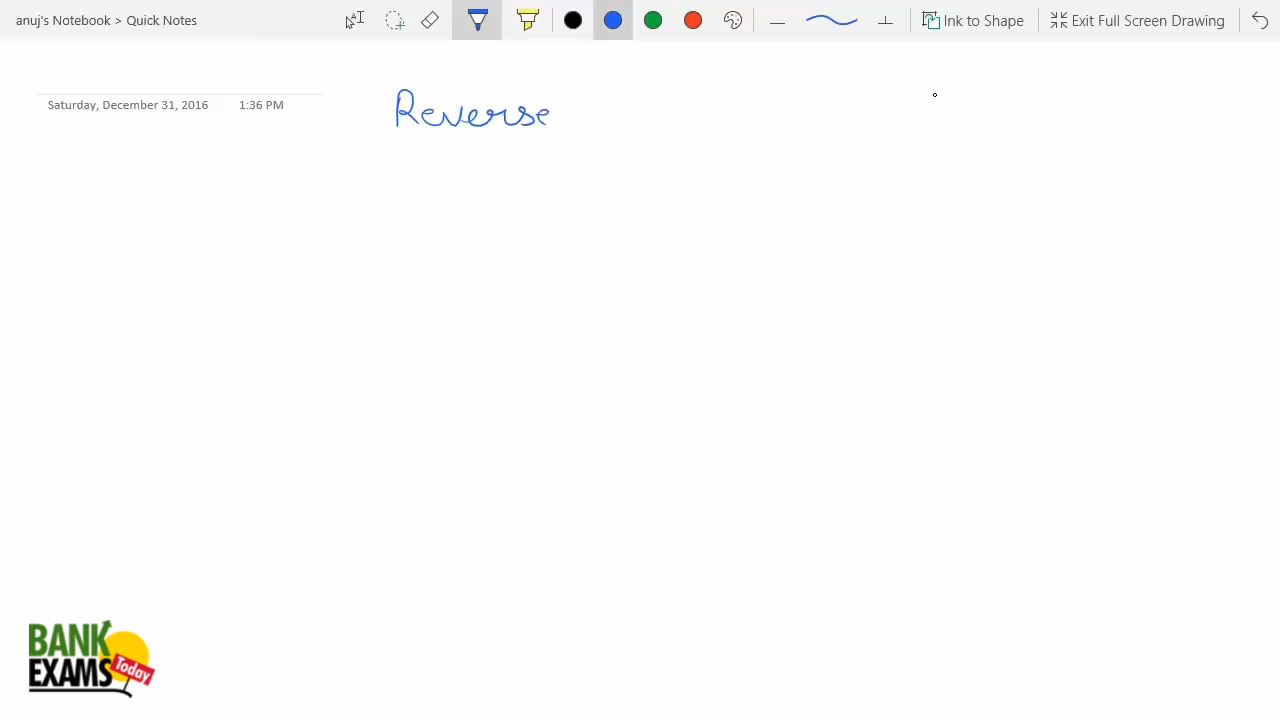 anuj's Notebook > Quick Notes
Ink to Shape
Exit Full Screen Drawing
Saturday, December 31, 2016 1:36 PM
Reverse
BANK
EXAMS
Today